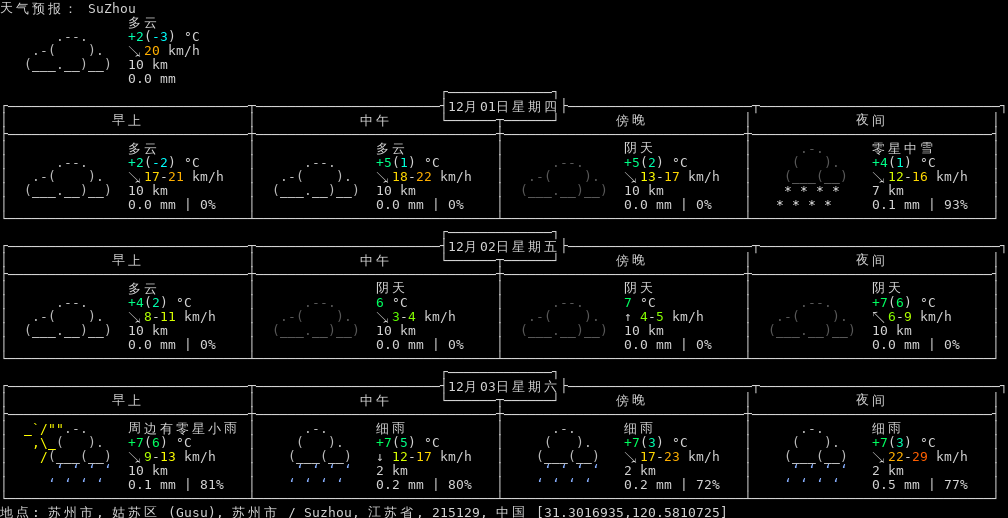 天气预报: SuZhou
多云
+2(-3) °C
↘20 km/h
10 km
0.0 mm
12月01日星期四
早上 中午 傍晚 夜间
多云 多云 阴天 零星中雪
+2(-2) °C +5(1) °C +5(2) °C +4(1) °C
↘17-21 km/h ↘18-22 km/h ↘13-17 km/h ↘12-16 km/h
10 km 10 km 10 km 7 km
0.0 mm | 0% 0.0 mm | 0% 0.0 mm | 0% 0.1 mm | 93%
12月02日星期五
早上 中午 傍晚 夜间
多云 阴天 阴天 阴天
+4(2) °C 6 °C 7 °C +7(6) °C
↘8-11 km/h ↘3-4 km/h ↑ 4-5 km/h ↖6-9 km/h
10 km 10 km 10 km 10 km
0.0 mm | 0% 0.0 mm | 0% 0.0 mm | 0% 0.0 mm | 0%
12月03日星期六
早上 中午 傍晚 夜间
周边有零星小雨 细雨 细雨 细雨
+7(6) °C +7(5) °C +7(3) °C +7(3) °C
↘9-13 km/h ↓ 12-17 km/h ↘17-23 km/h ↘22-29 km/h
10 km 2 km 2 km 2 km
0.1 mm | 81% 0.2 mm | 80% 0.2 mm | 72% 0.5 mm | 77%
地点: 苏州市, 姑苏区 (Gusu), 苏州市 / Suzhou, 江苏省, 215129, 中国 [31.3016935,120.5810725]